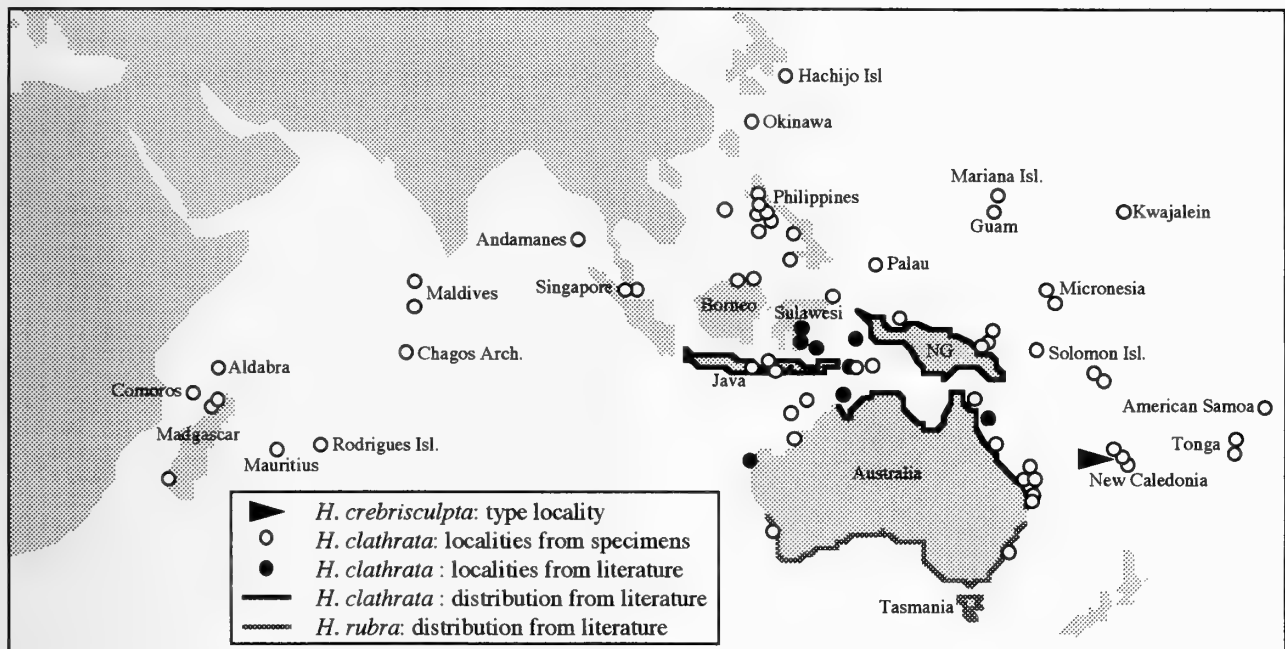 Hachijo Isl
Okinawa
Mariana Isl.
Philippines
Guam
Kwajalein
Andamanes
Palau
Maldives
Singapore
Borneo
Sulawesi
Micronesia
Chagos Arch.
NG
Solomon Isl.
Aldabra
Java
Comoros
American Samoa
Madgascar
Rodrigues Isl.
Tonga
Mauritius
Australia
New Caledonia
H. crebrisculpta: type locality
H. clathrata: localities from specimens
H. clathrata : localities from literature
H. clathrata : distribution from literature
H. rubra: distribution from literature
Tasmania